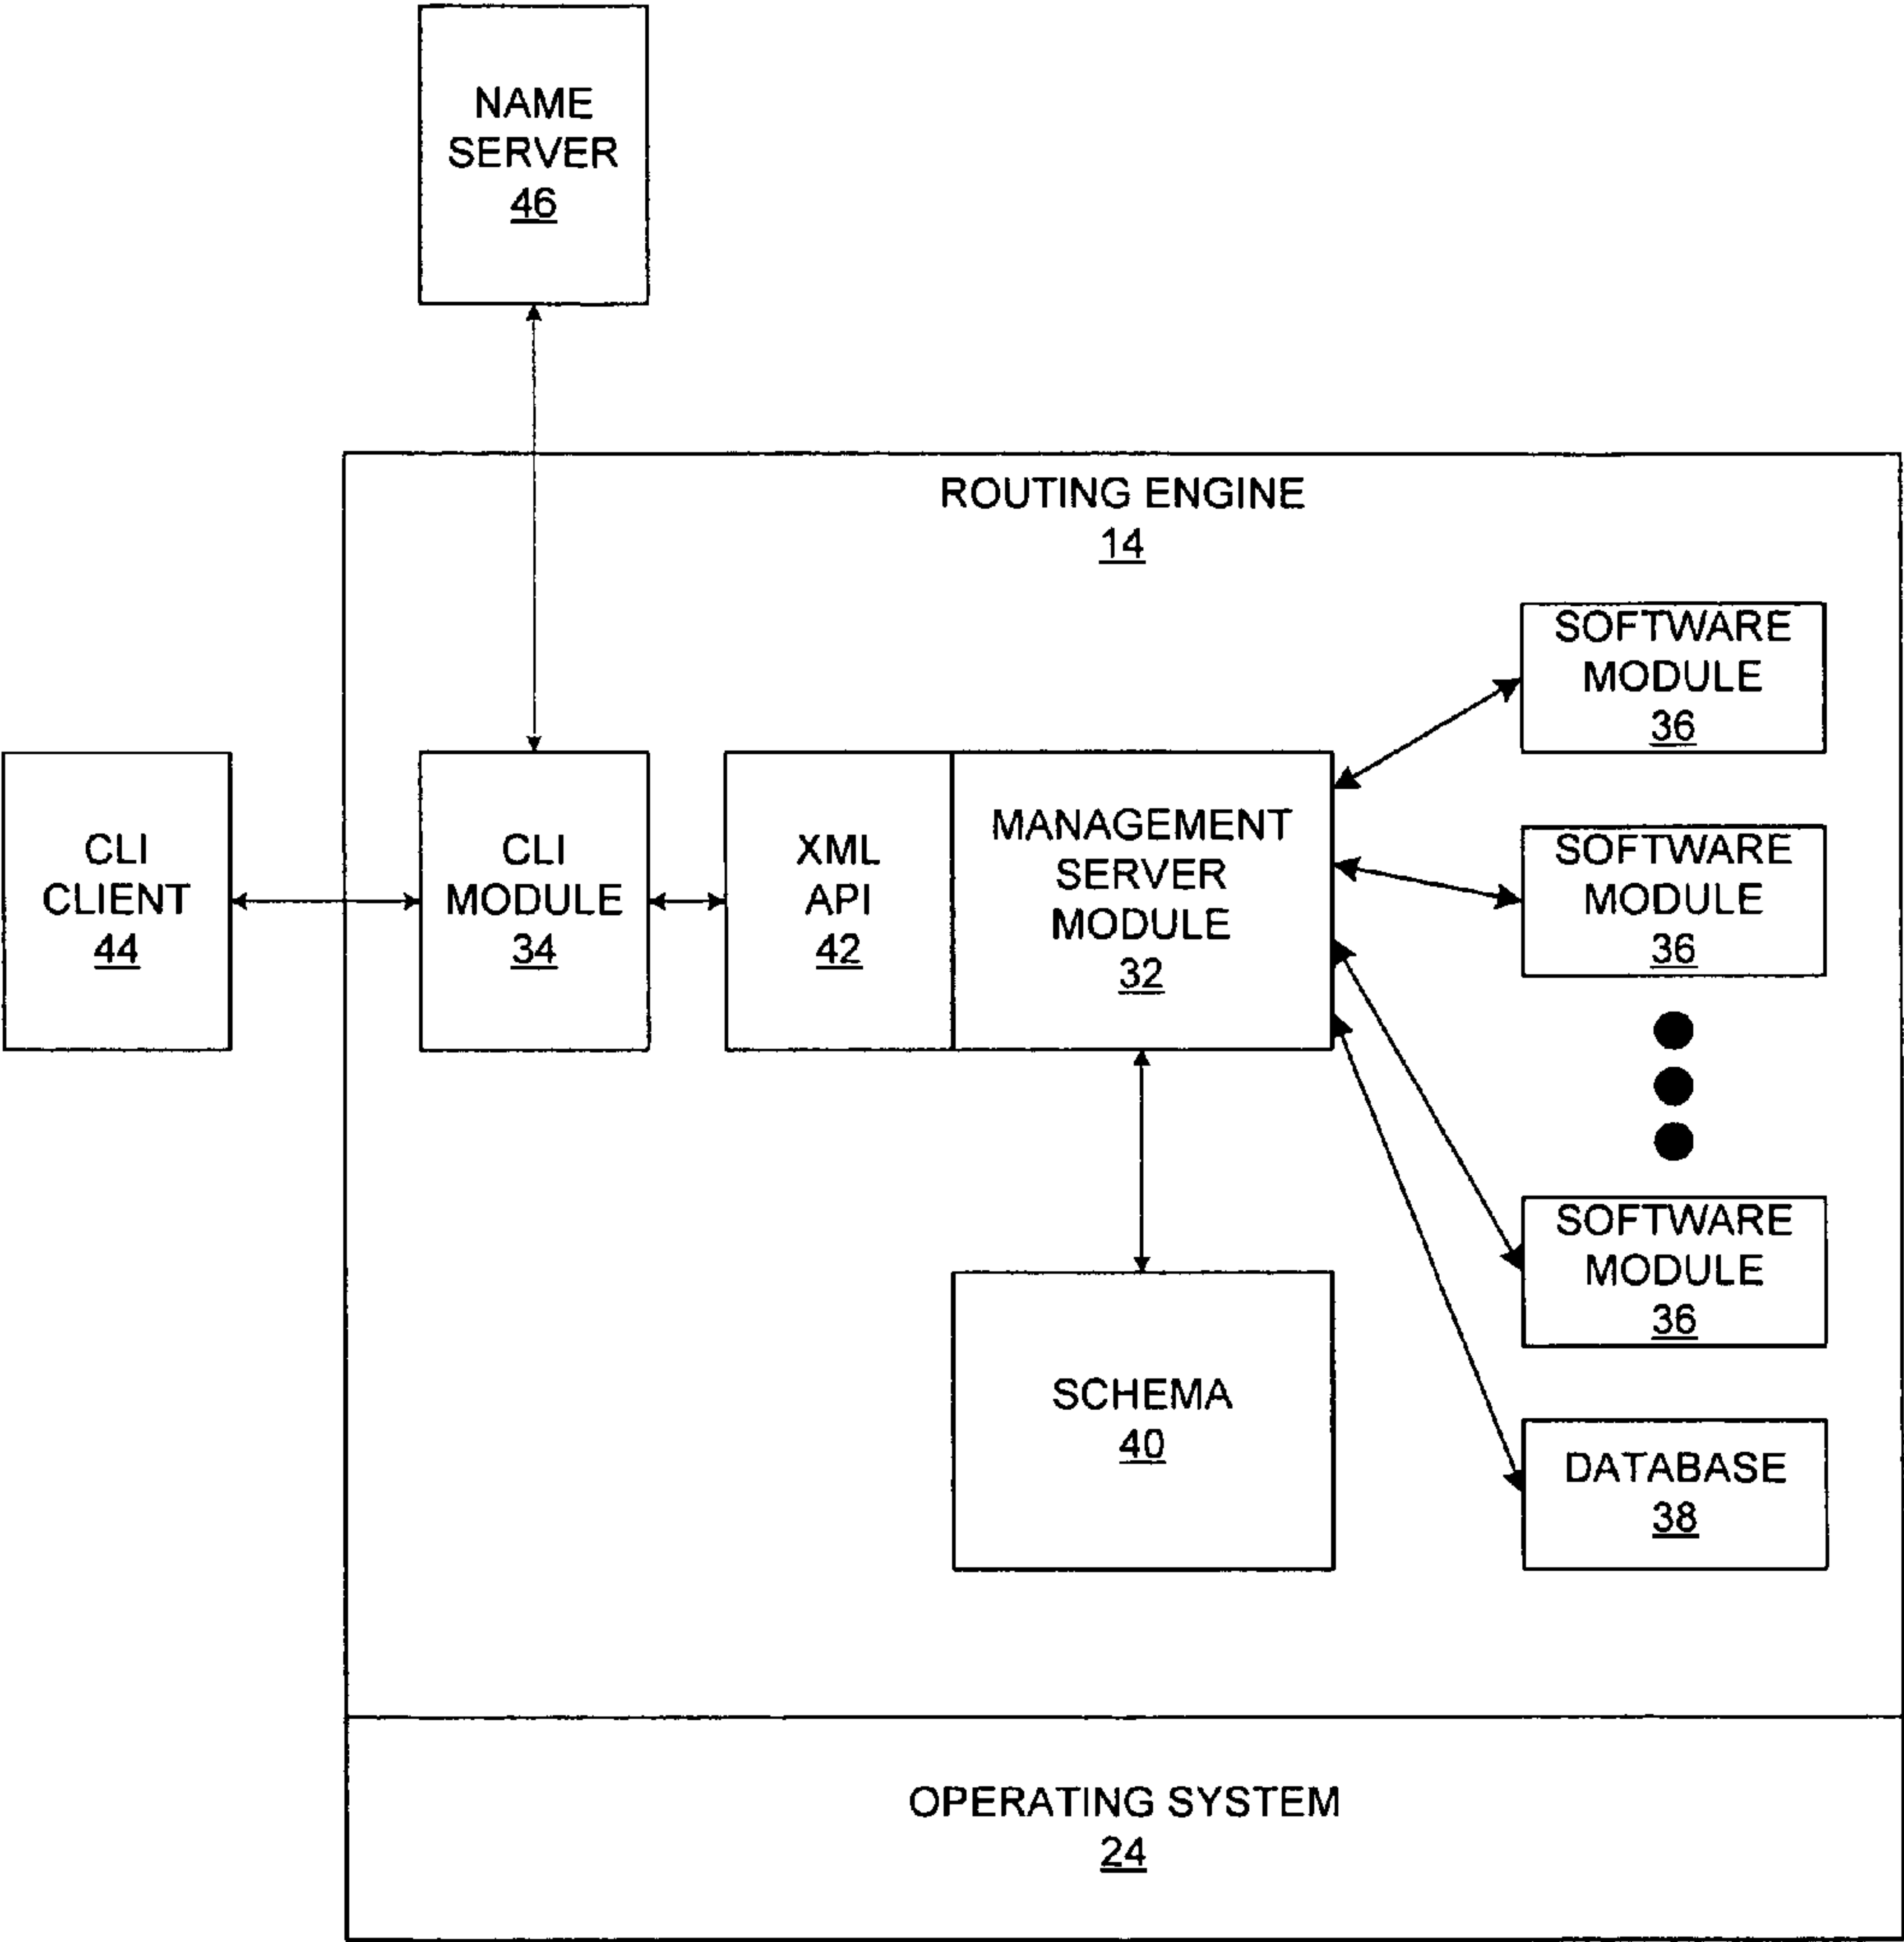 NAME
SERVER
46
ROUTING ENGINE
14
CLI
CLIENT
44
CLI
MODULE
34
XML
API
42
MANAGEMENT
SERVER
MODULE
32
SOFTWARE
MODULE
36
SOFTWARE
MODULE
36
SOFTWARE
MODULE
36
SCHEMA
40
DATABASE
38
OPERATING SYSTEM
24